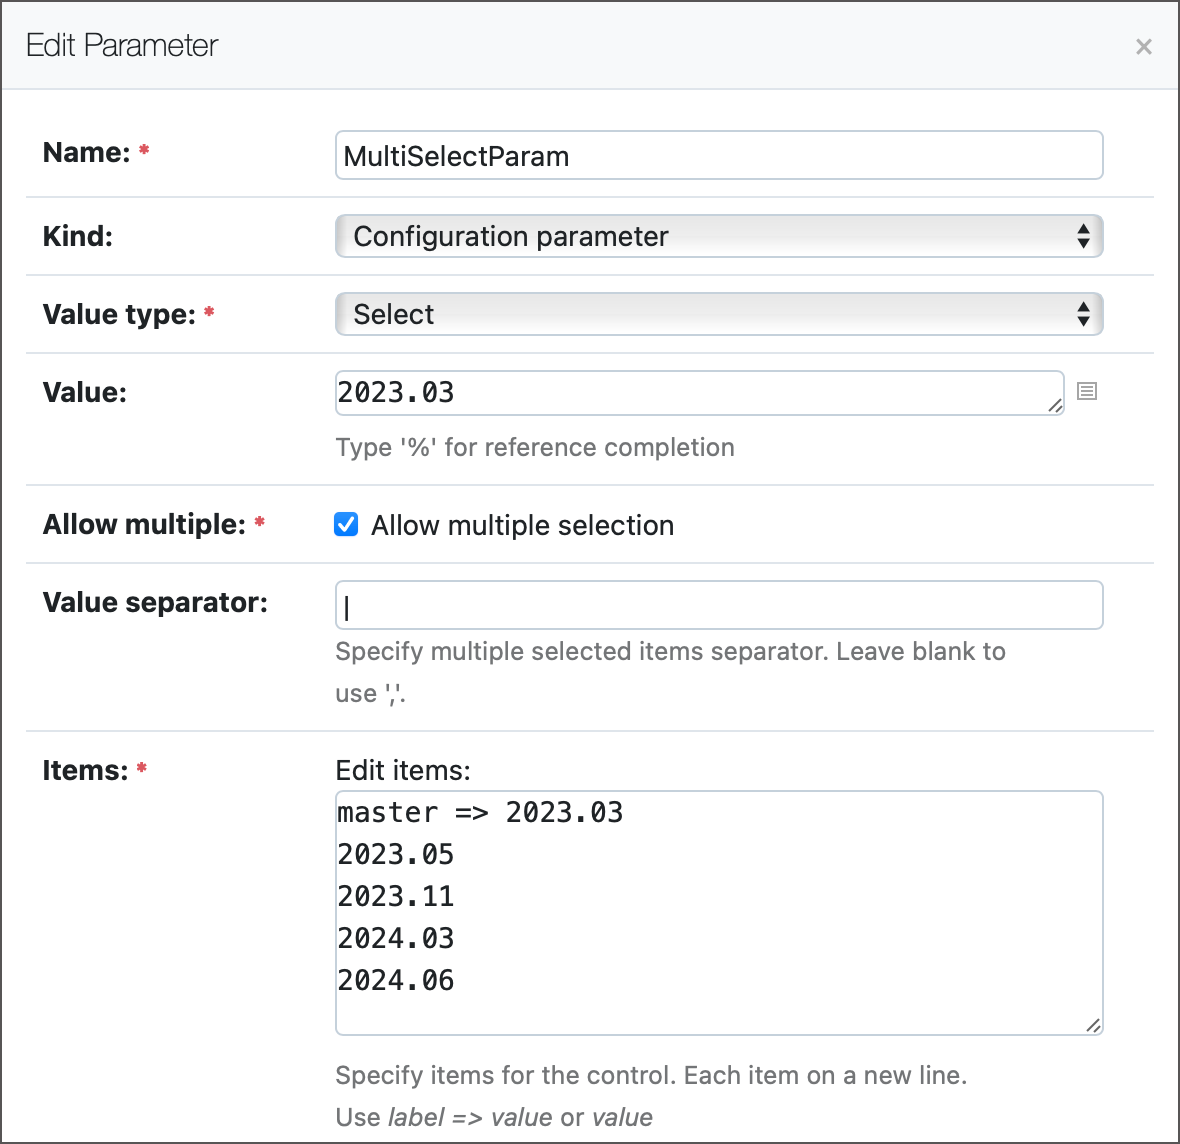 Edit Parameter ×
Name: * MultiSelectParam
Kind: Configuration parameter
Value type: * Select
Value: 2023.03
Type '%' for reference completion
Allow multiple: * Allow multiple selection
Value separator: |
Specify multiple selected items separator. Leave blank to
use ','.
Items: * Edit items:
master => 2023.03
2023.05
2023.11
2024.03
2024.06
Specify items for the control. Each item on a new line.
Use label => value or value